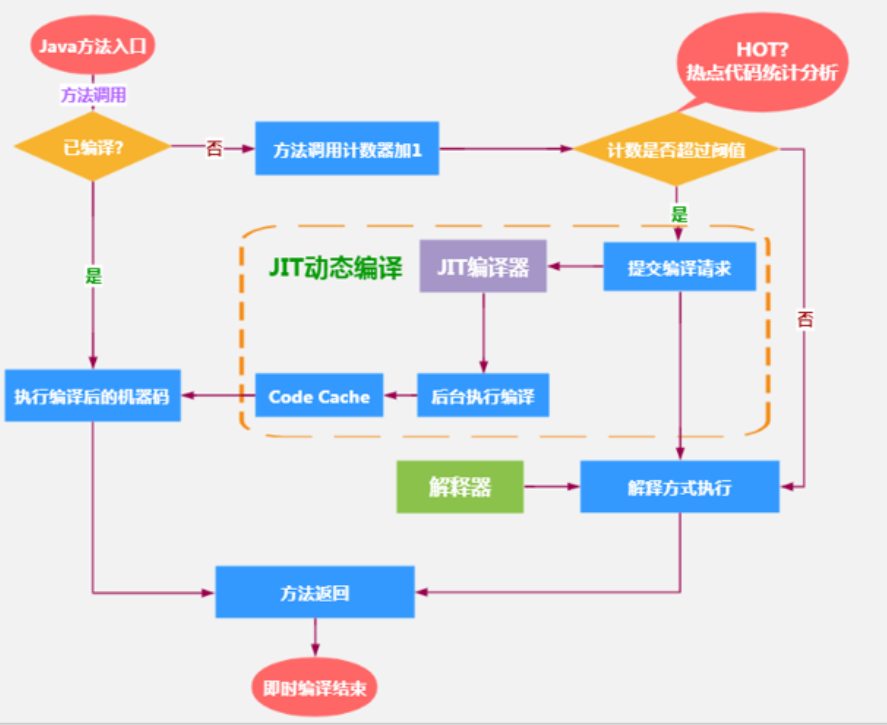 Java方法入口
HOT?
热点代码统计分析
方法调用
已编译?
否
方法调用计数器加1
计数是否超过阈值
是
JIT动态编译
JIT编译器
提交编译请求
是
否
执行编译后的机器码
Code Cache
后台执行编译
解释器
解释方式执行
方法返回
即时编译结束